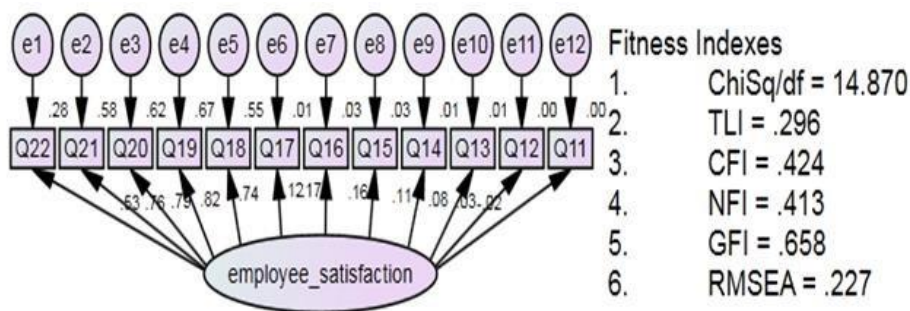 e1 e2 e3 e4 e5 e6 e7 e8 e9 e10 e11 e12
.28 .58 .62 .67 .55 .01 .03 .03 .01 .01 .00 .00
Q22 Q21 Q20 Q19 Q18 Q17 Q16 Q15 Q14 Q13 Q12 Q11
.53 .76 .79 .82 .74 .12 .17 .16 .11 .08 .03 -.02
employee_satisfaction
Fitness Indexes
1. ChiSq/df = 14.870
2. TLI = .296
3. CFI = .424
4. NFI = .413
5. GFI = .658
6. RMSEA = .227